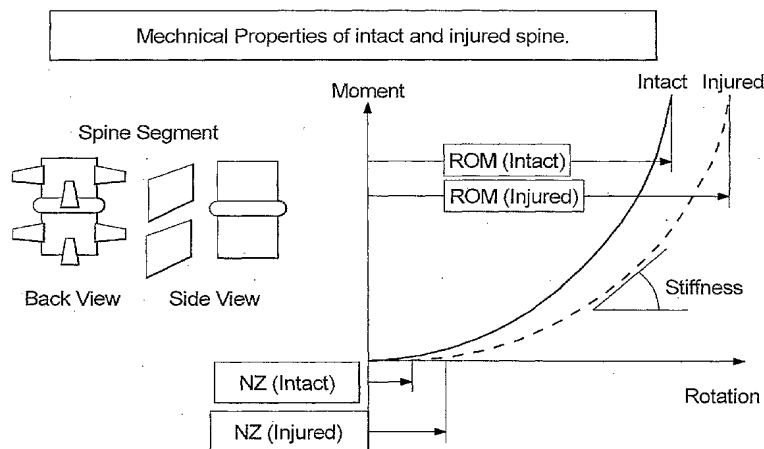 Mechnical Properties of intact and injured spine.
Moment
Intact
Injured
Spine Segment
ROM (Intact)
ROM (Injured)
Back View
Side View
Stiffness
NZ (Intact)
Rotation
NZ (Injured)